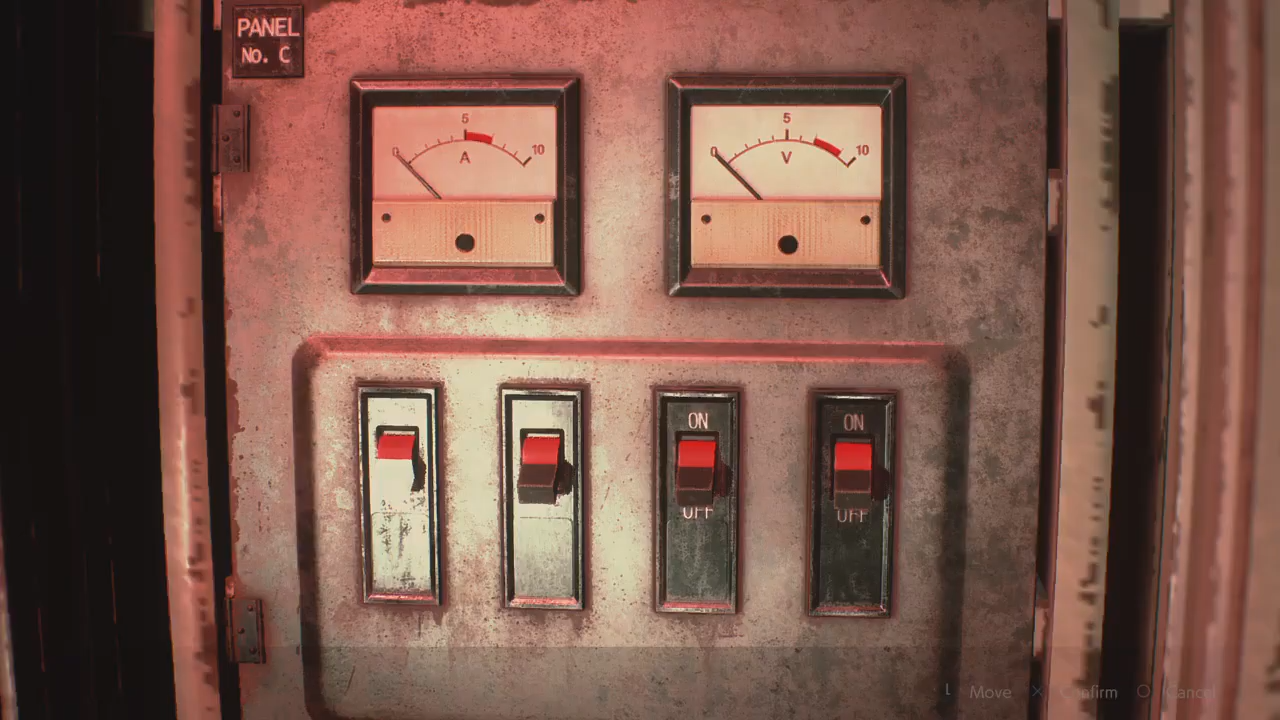 PANEL
No. C
0 5 10
A
0 5 10
V
ON ON
OFF OFF
L Move ✕ Confirm ○ Cancel